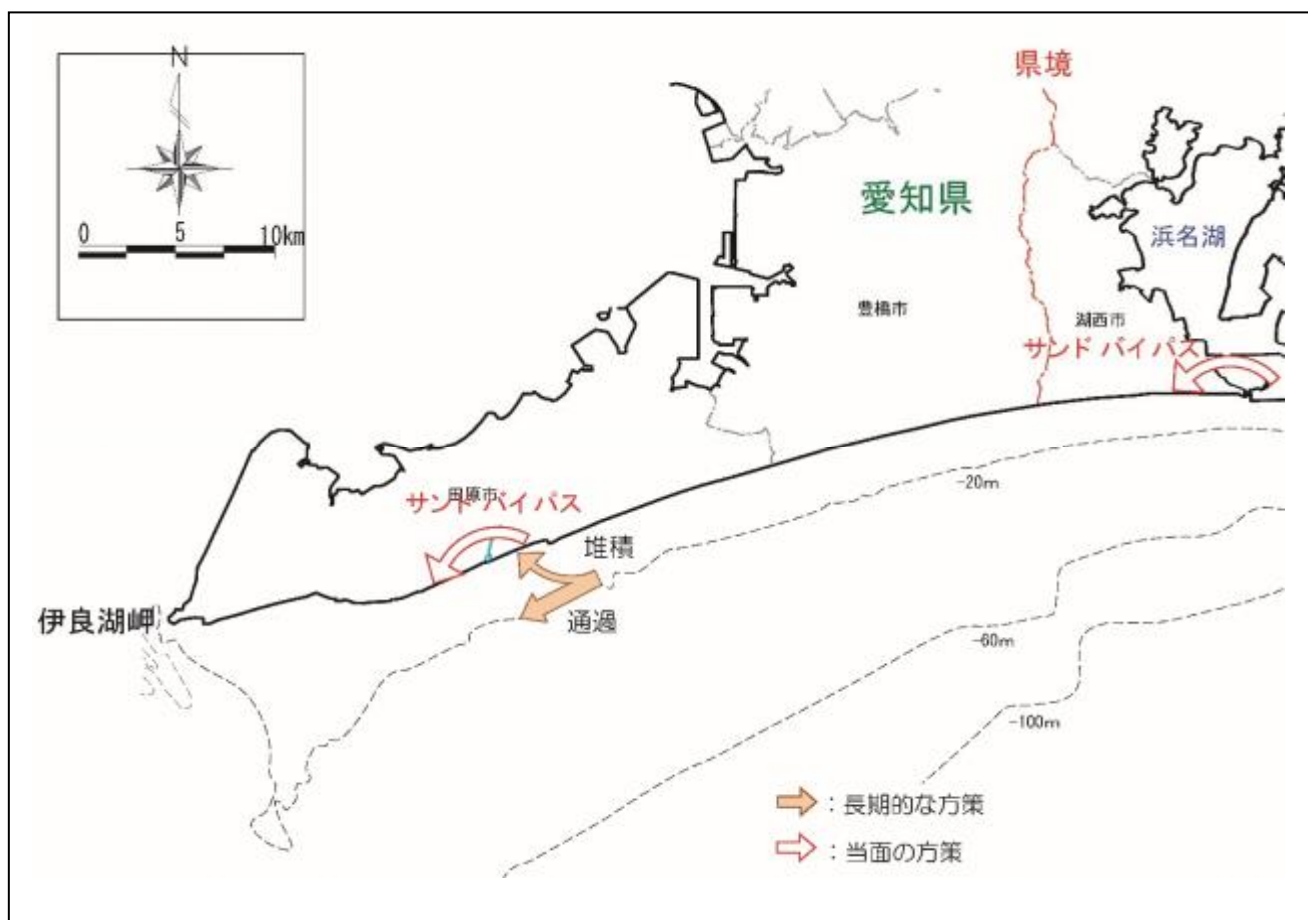 N
0 5 10km
県境
愛知県
浜名湖
豊橋市
湖西市
サンド バイパス
-20m
田原市
サンド バイパス
堆積
伊良湖岬
通過
-60m
-100m
：長期的な方策
：当面の方策